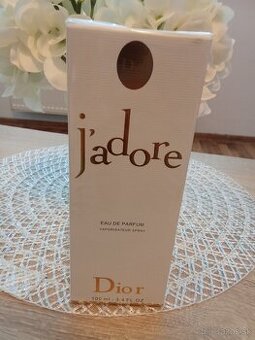 j'adore
EAU DE PARFUM
VAPORISATEUR SPRAY
Dior
100 ml - 3.4 FL. OZ